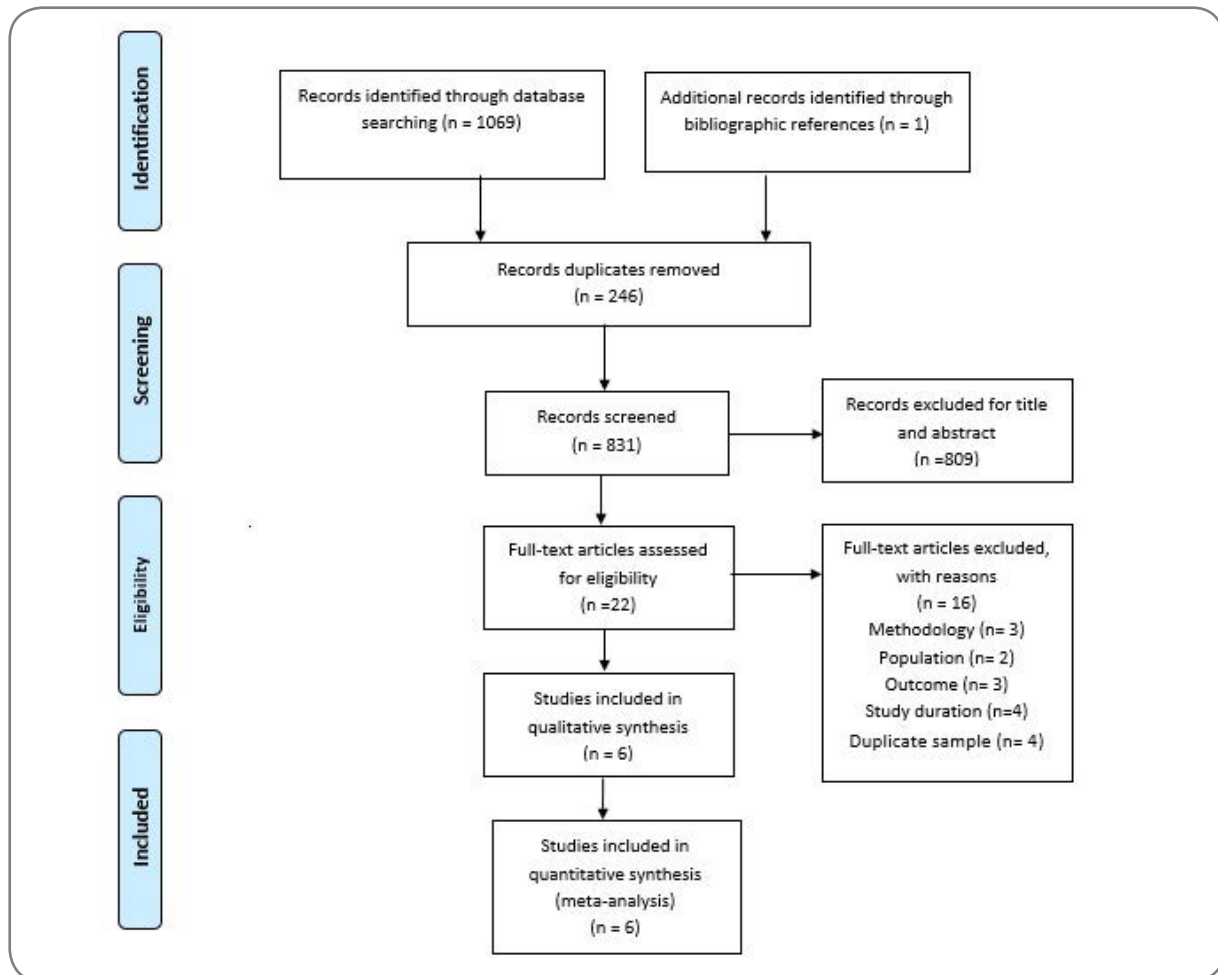 Identification
Records identified through database
searching (n = 1069)
Additional records identified through
bibliographic references (n = 1)
Screening
Records duplicates removed
(n = 246)
Records screened
(n = 831)
Records excluded for title
and abstract
(n =809)
Eligibility
Full-text articles assessed
for eligibility
(n =22)
Full-text articles excluded,
with reasons
(n = 16)
Methodology (n= 3)
Population (n= 2)
Outcome (n= 3)
Study duration (n=4)
Duplicate sample (n= 4)
Studies included in
qualitative synthesis
(n = 6)
Included
Studies included in
quantitative synthesis
(meta-analysis)
(n = 6)